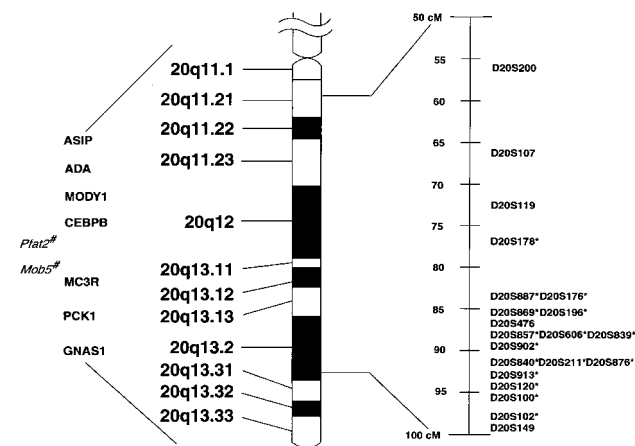 50 cM
55
D20S200
60
65
D20S107
70
D20S119
75
D20S178*
80
D20S887*D20S176*
85
D20S869*D20S196*
D20S476
D20S857*D20S606*D20S839*
90
D20S902*
D20S840*D20S211*D20S876*
D20S913*
D20S120*
95
D20S100*
D20S102*
D20S149
100 cM
20q11.1
20q11.21
20q11.22
20q11.23
20q12
20q13.11
20q13.12
20q13.13
20q13.2
20q13.31
20q13.32
20q13.33
ASIP
ADA
MODY1
CEBPB
Pfat2#
Mob5#
MC3R
PCK1
GNAS1